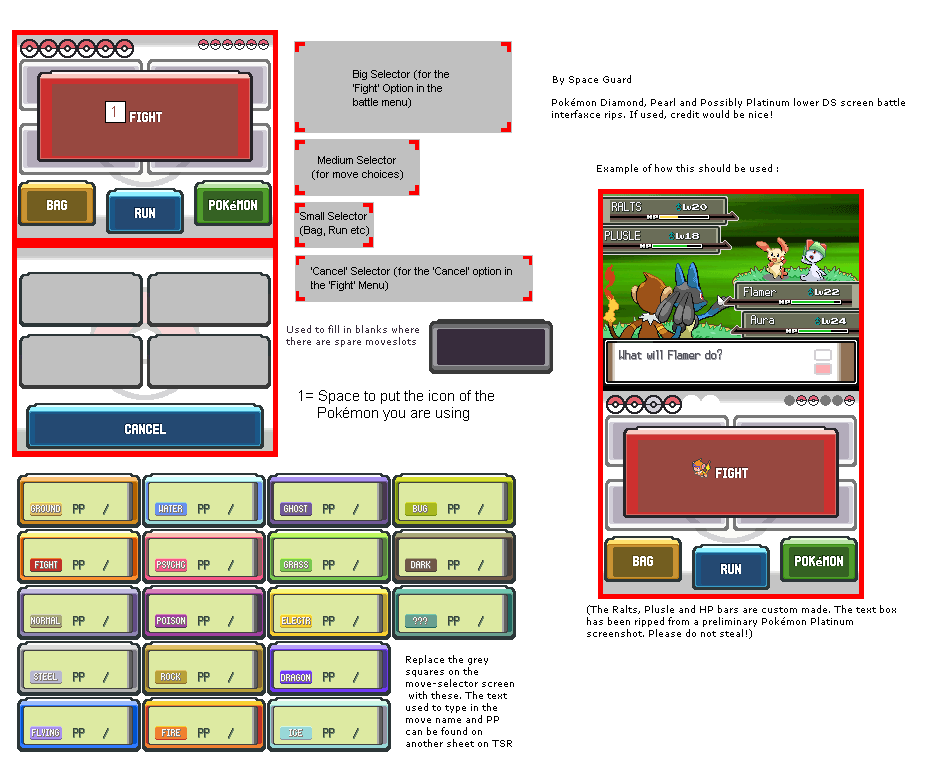 1 FIGHT
BAG
RUN
POKéMON
CANCEL
Big Selector (for the
'Fight' Option in the
battle menu)
Medium Selector
(for move choices)
Small Selector
(Bag, Run etc)
'Cancel' Selector (for the 'Cancel' option in
the 'Fight' Menu)
Used to fill in blanks where
there are spare moveslots
1= Space to put the icon of the
Pokémon you are using
By Space Guard
Pokémon Diamond, Pearl and Possibly Platinum lower DS screen battle
interfaxce rips. If used, credit would be nice!
Example of how this should be used :
RALTS Lv20
HP
PLUSLE Lv18
HP
Flamer Lv22
HP
Aura Lv24
HP
What will Flamer do?
FIGHT
BAG
RUN
POKéMON
(The Ralts, Plusle and HP bars are custom made. The text box
has been ripped from a preliminary Pokémon Platinum
screenshot. Please do not steal!)
GROUND PP /
WATER PP /
GHOST PP /
BUG PP /
FIGHT PP /
PSYCHC PP /
GRASS PP /
DARK PP /
NORMAL PP /
POISON PP /
ELECTR PP /
??? PP /
STEEL PP /
ROCK PP /
DRAGON PP /
FLYING PP /
FIRE PP /
ICE PP /
Replace the grey
squares on the
move-selector screen
with these. The text
used to type in the
move name and PP
can be found on
another sheet on TSR